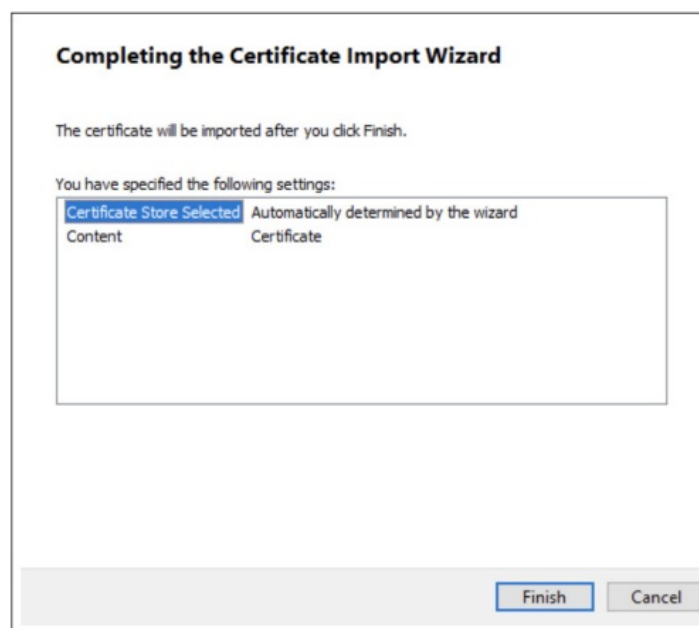 Completing the Certificate Import Wizard
The certificate will be imported after you click Finish.
You have specified the following settings:
Certificate Store Selected Automatically determined by the wizard
Content Certificate
Finish Cancel